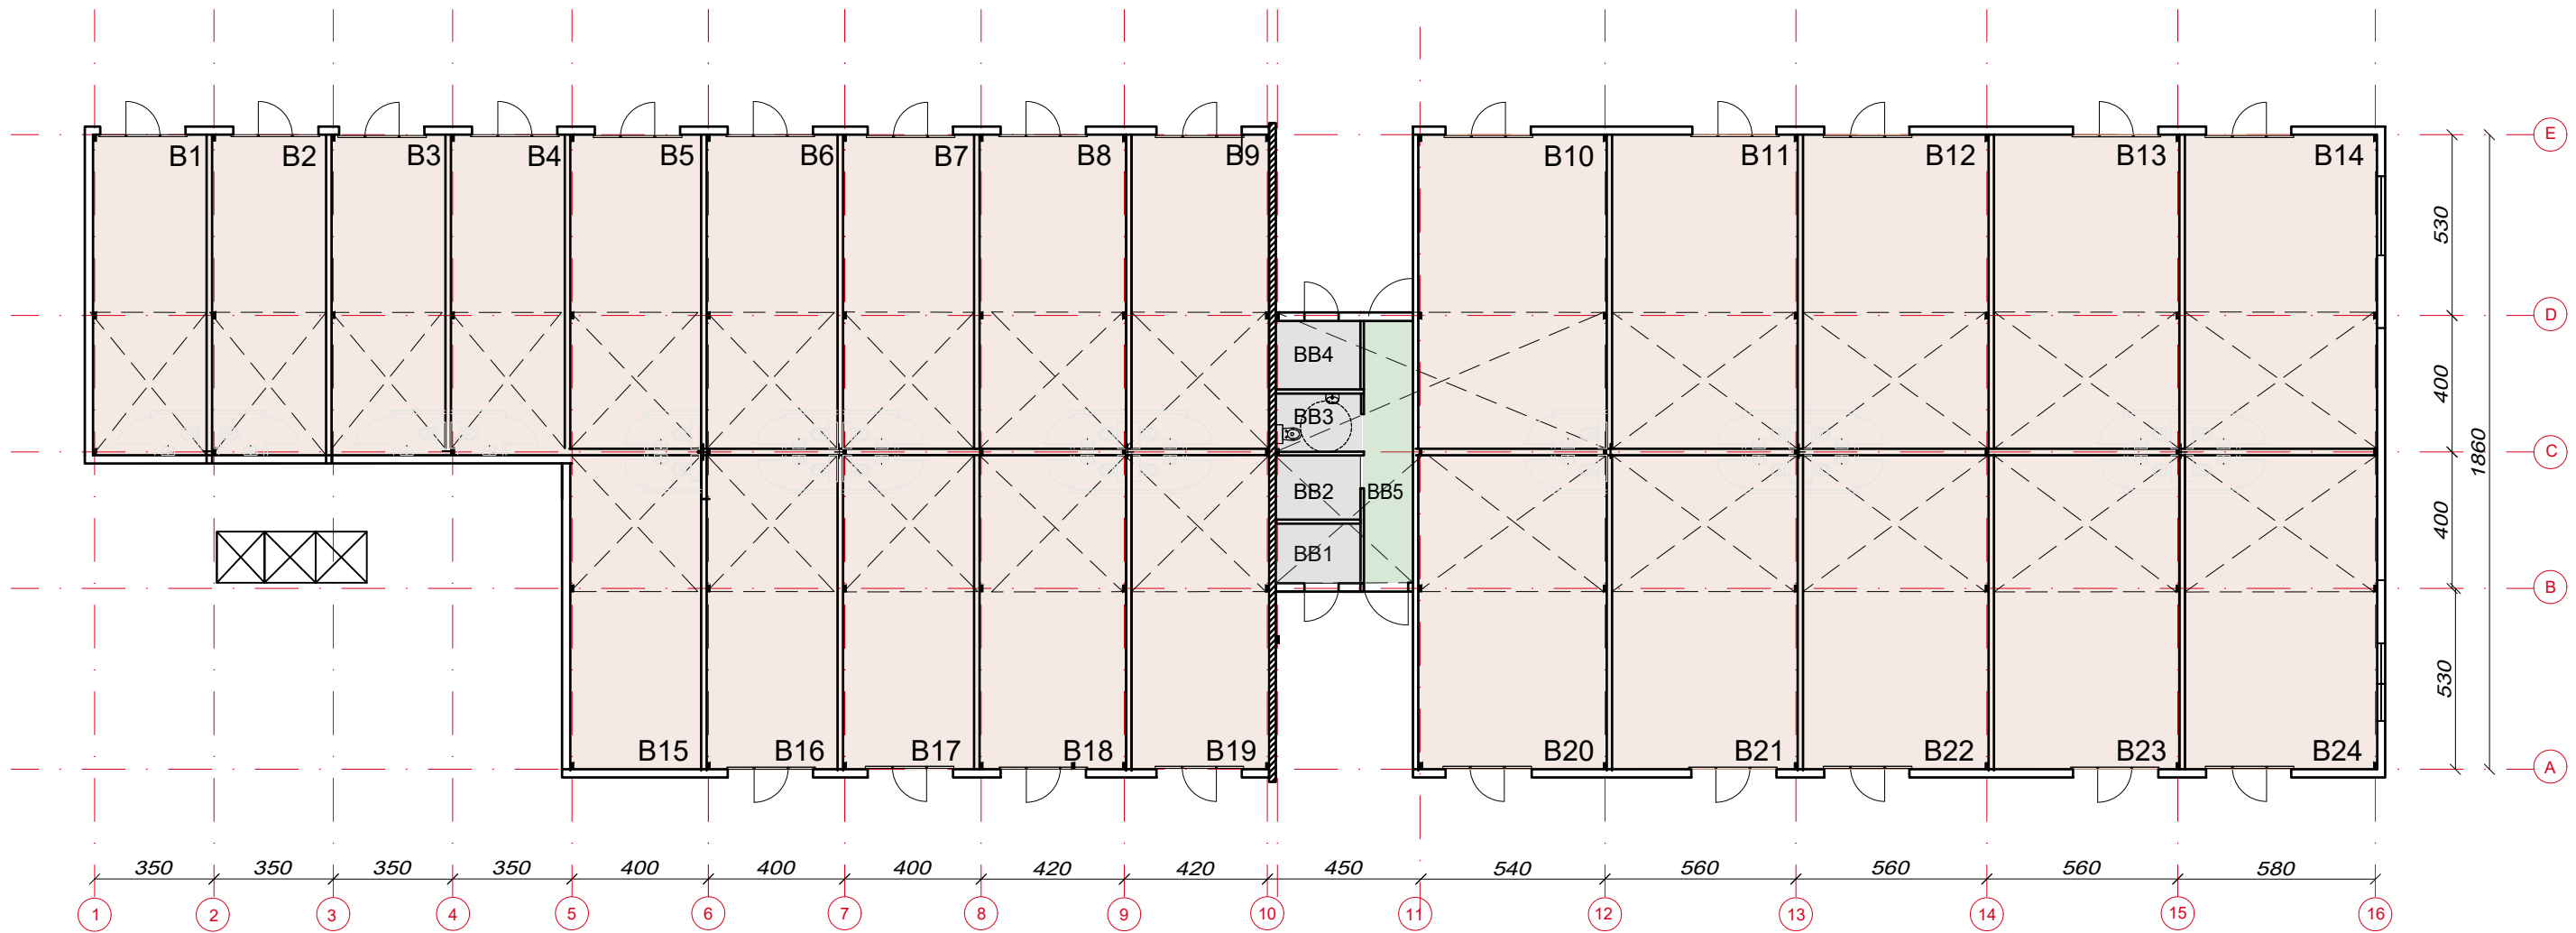 B1 B2 B3 B4 B5 B6 B7 B8 B9 B10 B11 B12 B13 B14
E
530
D
BB4
400
BB3
C
1860
BB2 BB5
400
BB1
B
530
B15 B16 B17 B18 B19 B20 B21 B22 B23 B24
A
350 350 350 350 400 400 400 420 420 450 540 560 560 560 580
1 2 3 4 5 6 7 8 9 10 11 12 13 14 15 16